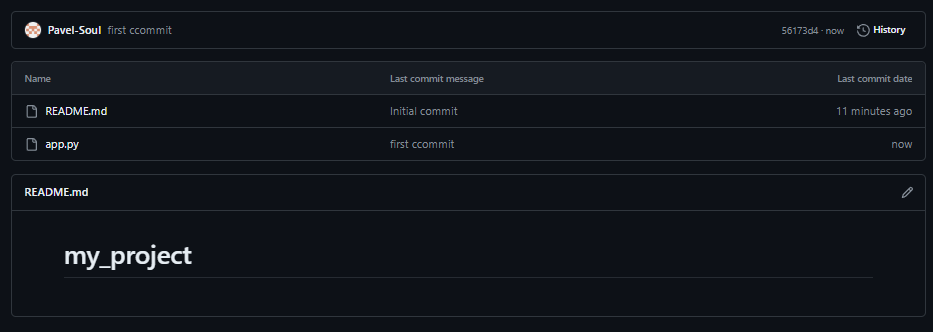 Pavel-Soul first ccommit 56173d4 · now History
Name Last commit message Last commit date
README.md Initial commit 11 minutes ago
app.py first ccommit now
README.md
my_project